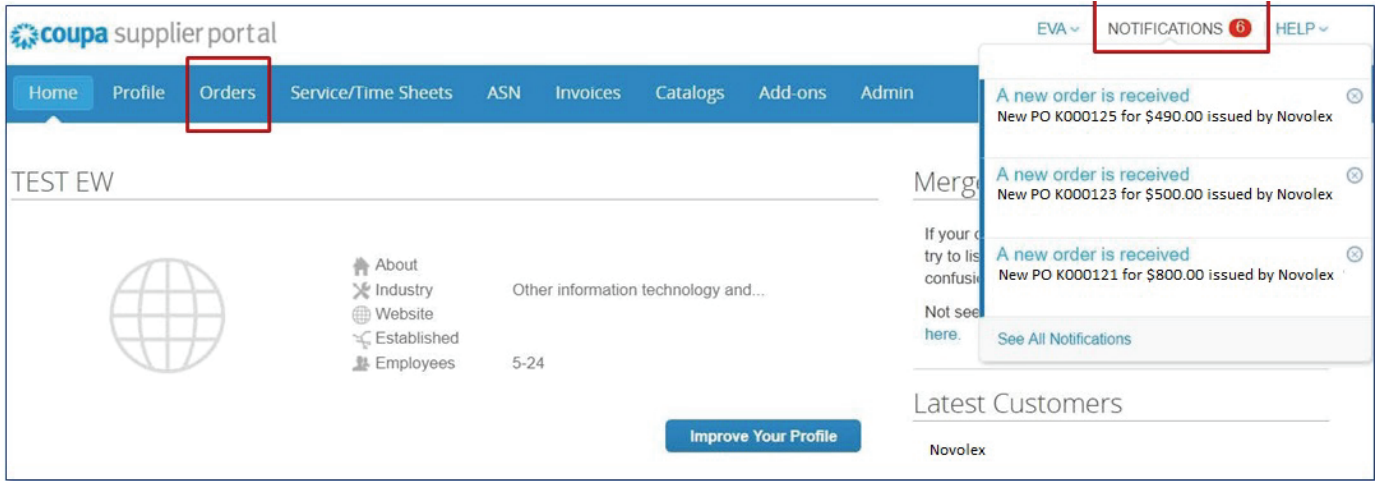 coupa supplier portal
EVA
NOTIFICATIONS 6
HELP
Home Profile Orders Service/Time Sheets ASN Invoices Catalogs Add-ons Admin
A new order is received
New PO K000125 for $490.00 issued by Novolex
A new order is received
New PO K000123 for $500.00 issued by Novolex
A new order is received
New PO K000121 for $800.00 issued by Novolex
See All Notifications
TEST EW
About
Industry Other information technology and...
Website
Established
Employees 5-24
Improve Your Profile
Merge
If your
try to lis
confusi
Not see
here.
Latest Customers
Novolex